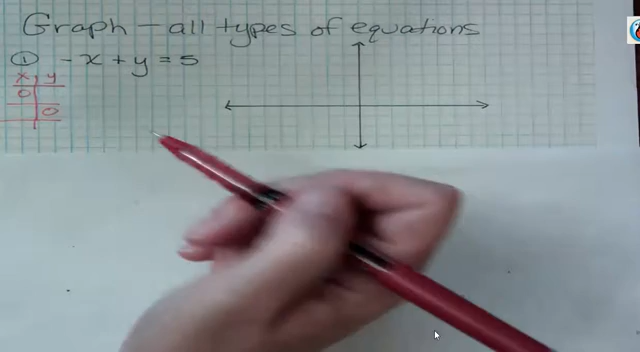 Graph - all types of equations
① -x + y = 5
x y
0
0